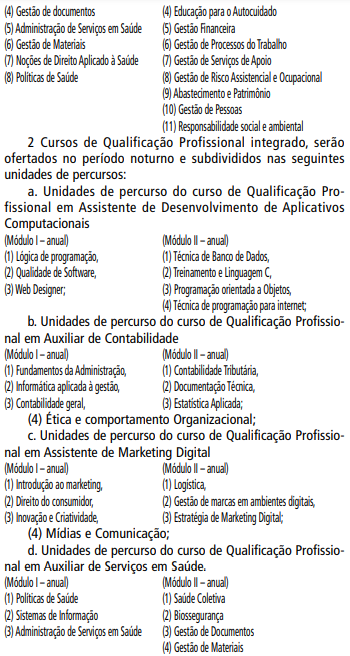 (4) Gestão de documentos (4) Educação para o Autocuidado
(5) Administração de Serviços em Saúde (5) Gestão Financeira
(6) Gestão de Materiais (6) Gestão de Processos do Trabalho
(7) Noções de Direito Aplicado à Saúde (7) Gestão de Serviços de Apoio
(8) Políticas de Saúde (8) Gestão de Risco Assistencial e Ocupacional
(9) Abastecimento e Patrimônio
(10) Gestão de Pessoas
(11) Responsabilidade social e ambiental
2 Cursos de Qualificação Profissional integrado, serão
ofertados no período noturno e subdivididos nas seguintes
unidades de percursos:
a. Unidades de percurso do curso de Qualificação Pro-
fissional em Assistente de Desenvolvimento de Aplicativos
Computacionais
(Módulo I – anual) (Módulo II – anual)
(1) Lógica de programação, (1) Técnica de Banco de Dados,
(2) Qualidade de Software, (2) Treinamento e Linguagem C,
(3) Web Designer; (3) Programação orientada a Objetos,
(4) Técnica de programação para internet;
b. Unidades de percurso do curso de Qualificação Profissio-
nal em Auxiliar de Contabilidade
(Módulo I – anual) (Módulo II – anual)
(1) Fundamentos da Administração, (1) Contabilidade Tributária,
(2) Informática aplicada à gestão, (2) Documentação Técnica,
(3) Contabilidade geral, (3) Estatística Aplicada;
(4) Ética e comportamento Organizacional;
c. Unidades de percurso do curso de Qualificação Profissio-
nal em Assistente de Marketing Digital
(Módulo I – anual) (Módulo II – anual)
(1) Introdução ao marketing, (1) Logística,
(2) Direito do consumidor, (2) Gestão de marcas em ambientes digitais,
(3) Inovação e Criatividade, (3) Estratégia de Marketing Digital;
(4) Mídias e Comunicação;
d. Unidades de percurso do curso de Qualificação Profissio-
nal em Auxiliar de Serviços em Saúde.
(Módulo I – anual) (Módulo II – anual)
(1) Políticas de Saúde (1) Saúde Coletiva
(2) Sistemas de Informação (2) Biossegurança
(3) Administração de Serviços em Saúde (3) Gestão de Documentos
(4) Gestão de Materiais